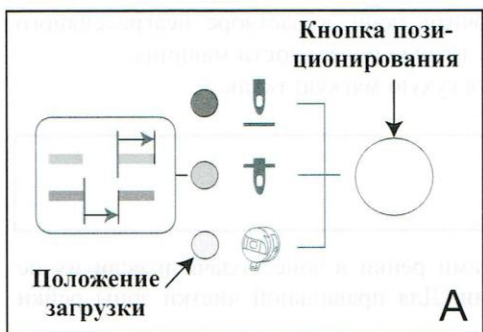 Кнопка пози-
ционирования
Положение
загрузки
A